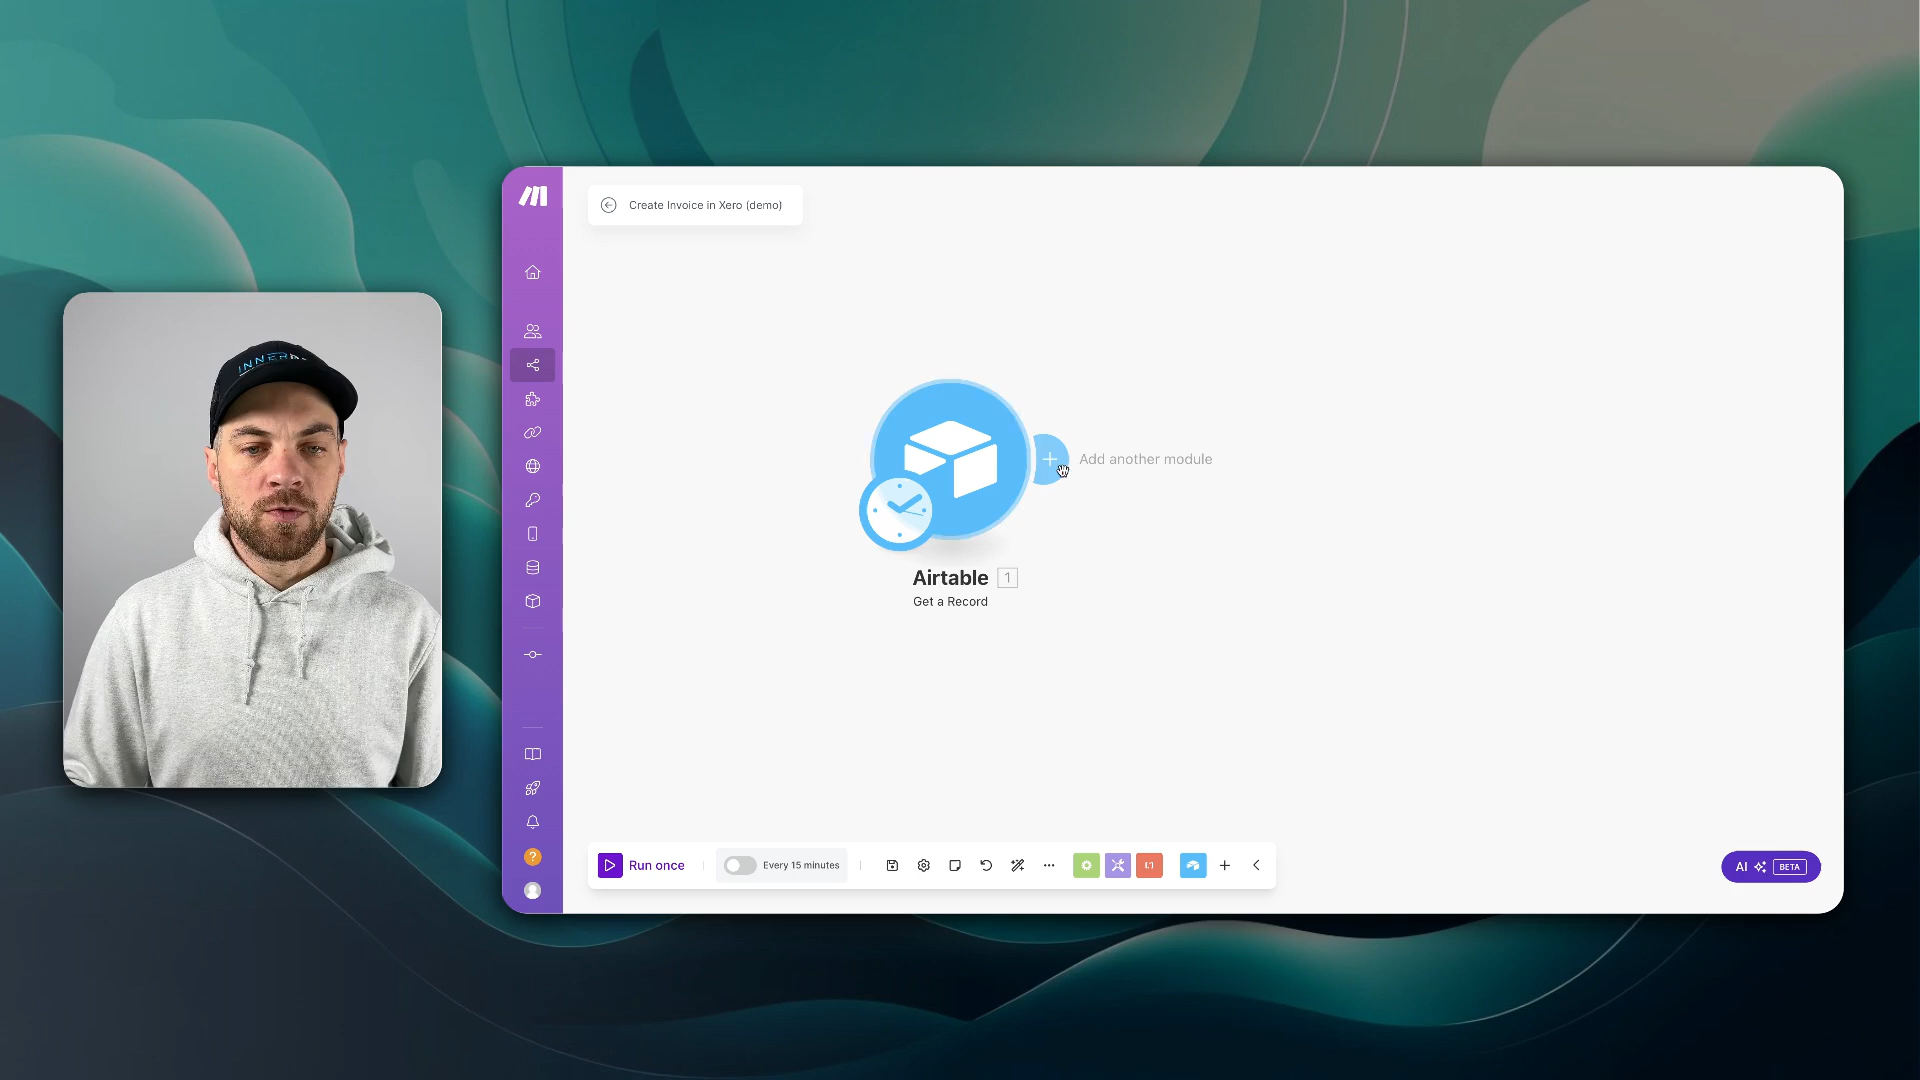 Create Invoice in Xero (demo)
INNER
Add another module
Airtable 1
Get a Record
Run once
Every 15 minutes
AI BETA